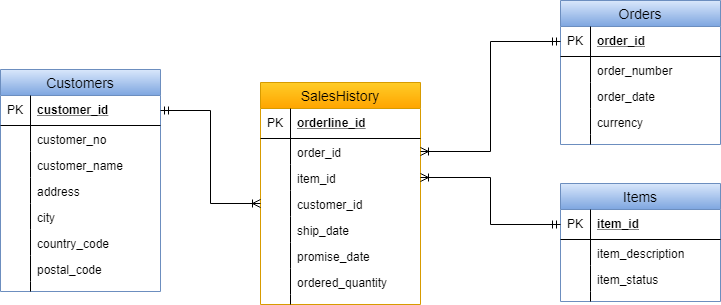 Customers
PK customer_id
customer_no
customer_name
address
city
country_code
postal_code
SalesHistory
PK orderline_id
order_id
item_id
customer_id
ship_date
promise_date
ordered_quantity
Orders
PK order_id
order_number
order_date
currency
Items
PK item_id
item_description
item_status